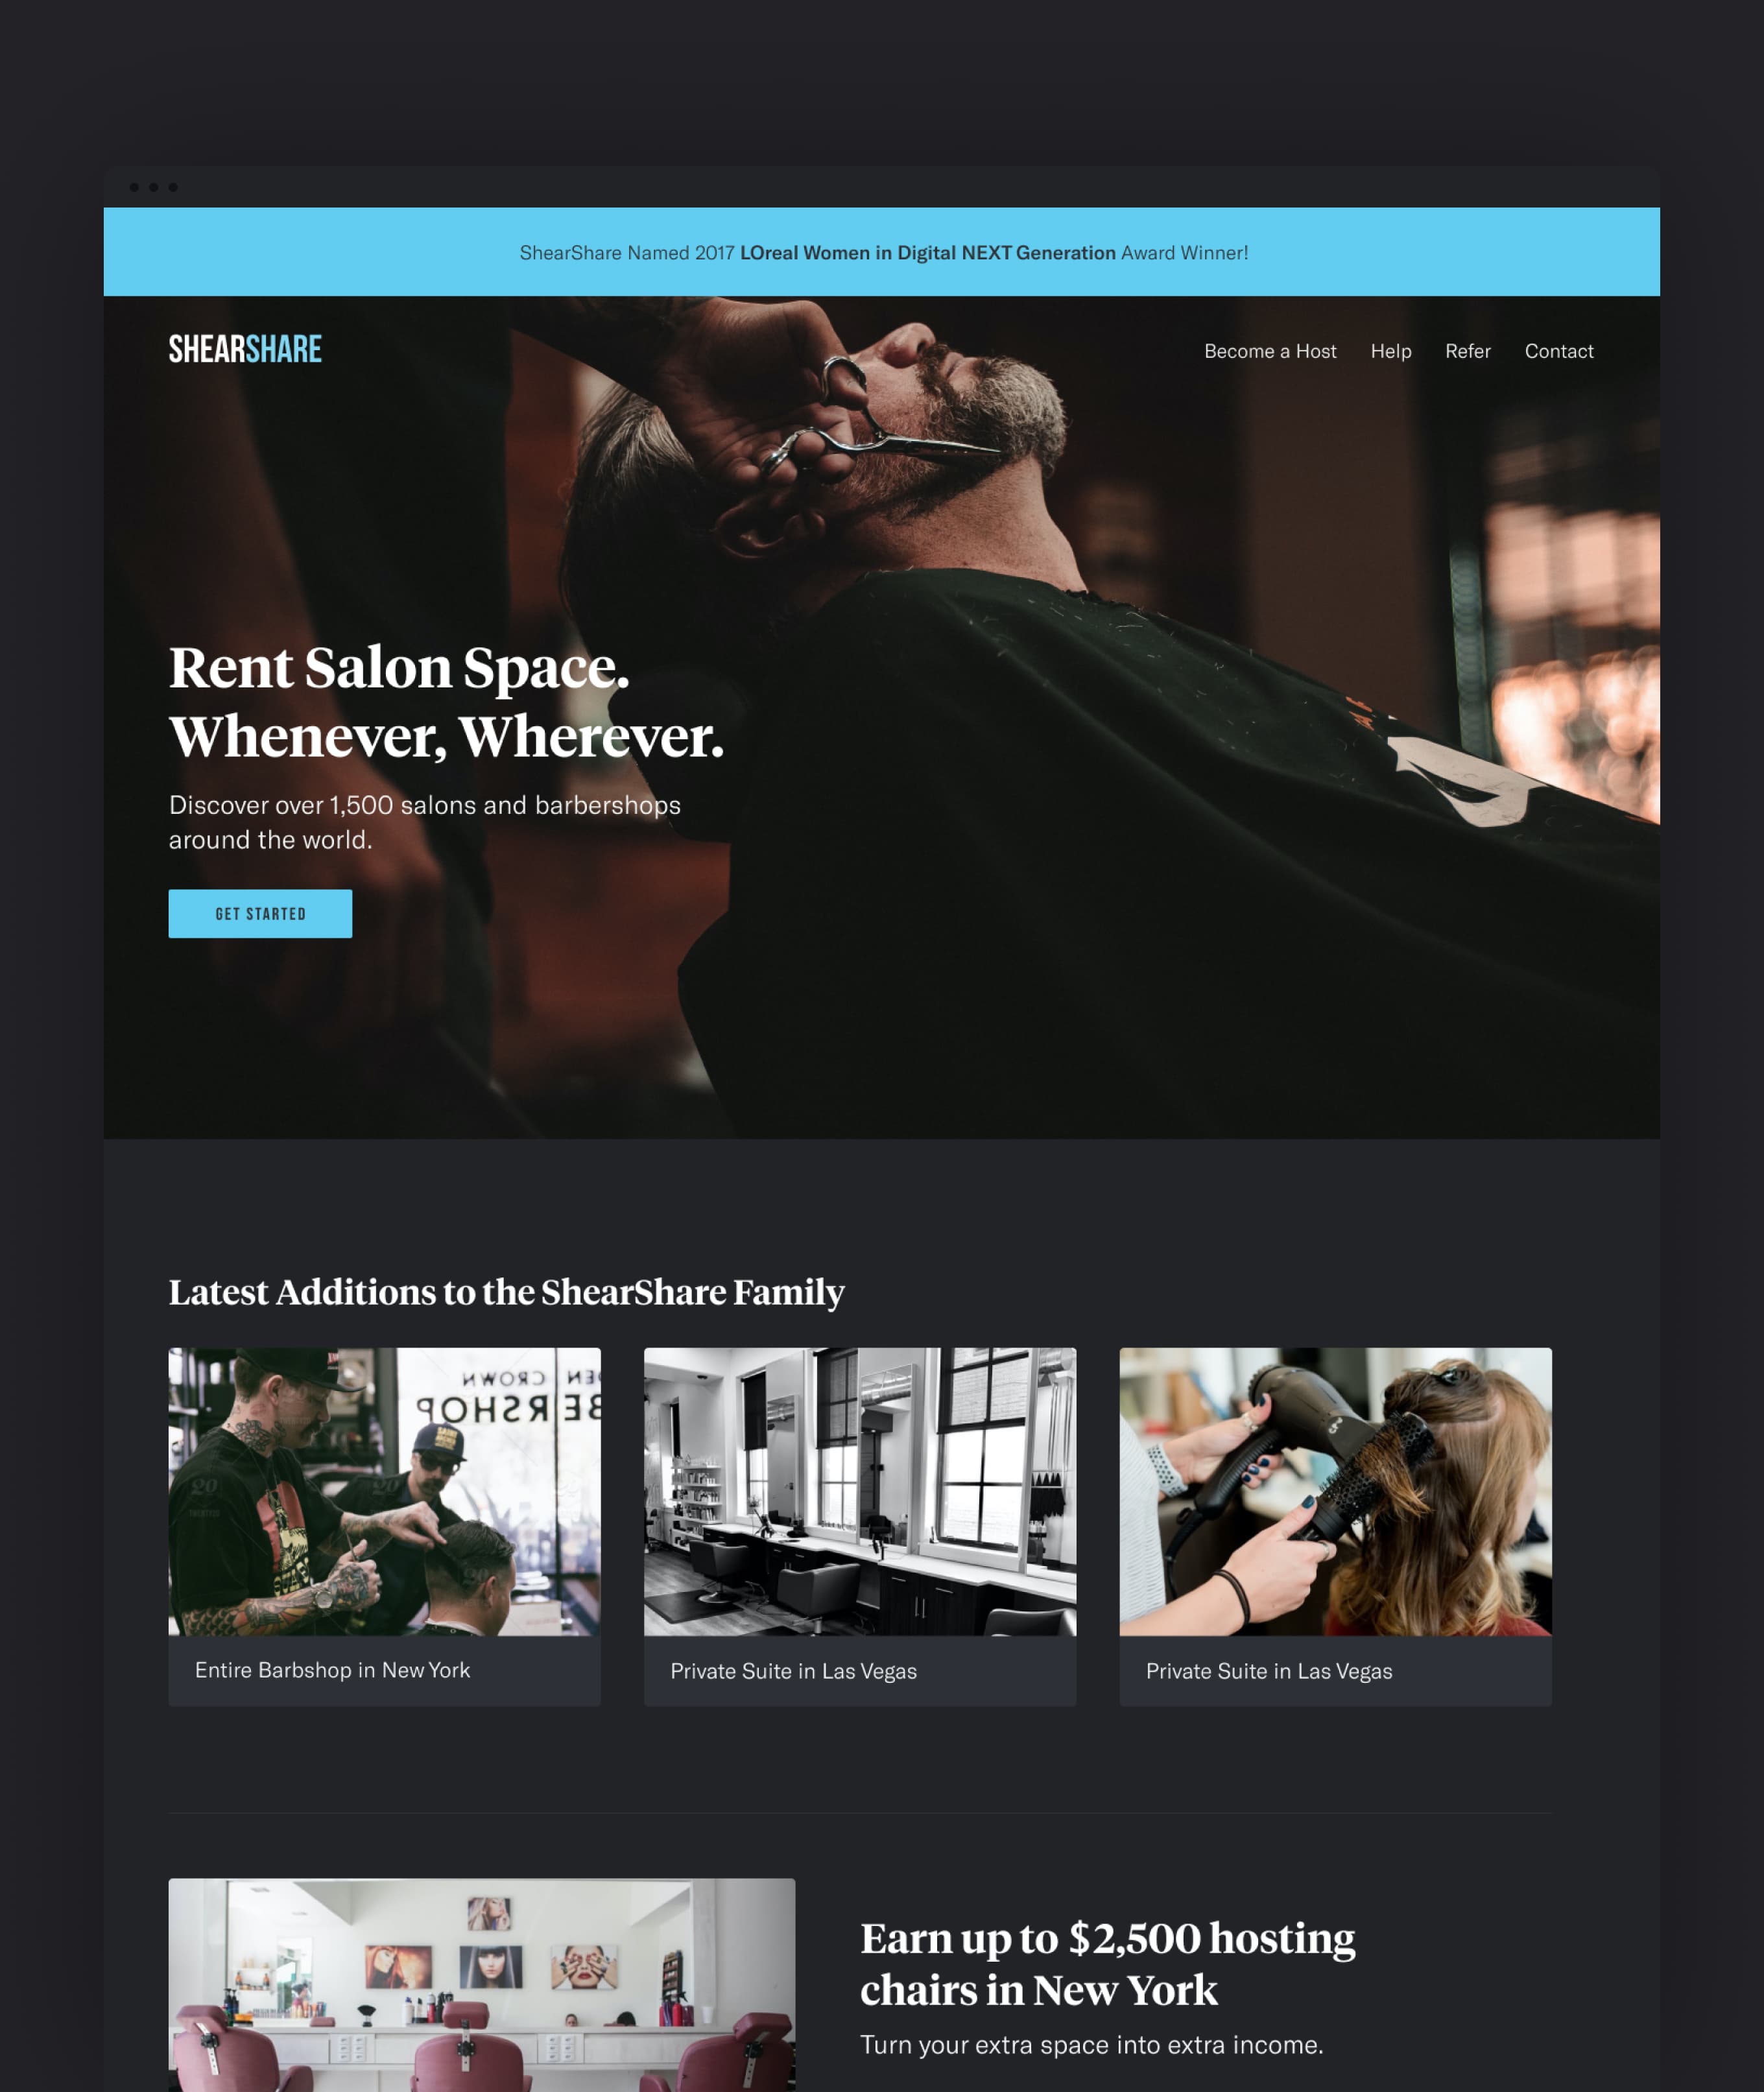 ShearShare Named 2017 LOreal Women in Digital NEXT Generation Award Winner!
SHEARSHARE
Become a Host Help Refer Contact
Rent Salon Space.
Whenever, Wherever.
Discover over 1,500 salons and barbershops
around the world.
GET STARTED
Latest Additions to the ShearShare Family
EN CROWN
BERSHOP
Entire Barbshop in New York
Private Suite in Las Vegas
Private Suite in Las Vegas
Earn up to $2,500 hosting
chairs in New York
Turn your extra space into extra income.